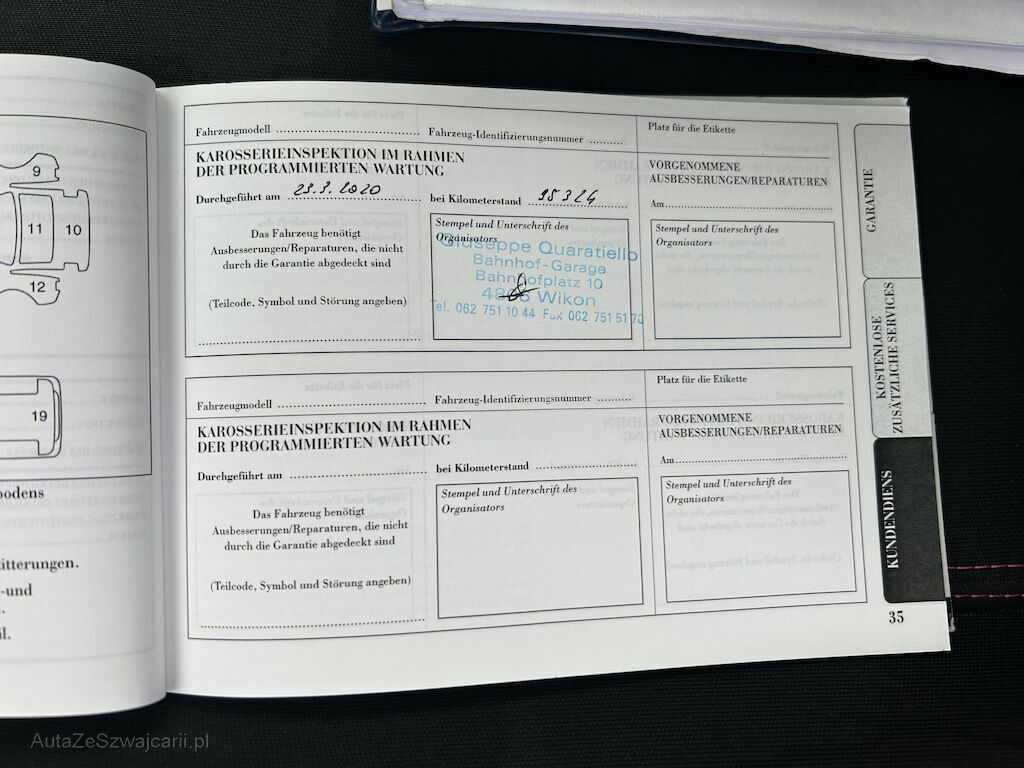 9
11
10
12
19
odens
itterungen.
-und
l.
Fahrzeugmodell
Fahrzeug-Identifizierungsnummer
Platz für die Etikette
KAROSSERIEINSPEKTION IM RAHMEN
DER PROGRAMMIERTEN WARTUNG
Durchgeführt am 23.3.2020 bei Kilometerstand 95324
Das Fahrzeug benötigt
Ausbesserungen/Reparaturen, die nicht
durch die Garantie abgedeckt sind
(Teilcode, Symbol und Störung angeben)
Stempel und Unterschrift des
Organisators
Giuseppe Quaratiello
Bahnhof-Garage
Bahnhofplatz 10
4806 Wikon
Tel. 062 751 10 44 Fax 062 751 51 73
VORGENOMMENE
AUSBESSERUNGEN/REPARATUREN
Am
Stempel und Unterschrift des
Organisators
Fahrzeugmodell
Fahrzeug-Identifizierungsnummer
Platz für die Etikette
KAROSSERIEINSPEKTION IM RAHMEN
DER PROGRAMMIERTEN WARTUNG
Durchgeführt am bei Kilometerstand
Das Fahrzeug benötigt
Ausbesserungen/Reparaturen, die nicht
durch die Garantie abgedeckt sind
(Teilcode, Symbol und Störung angeben)
Stempel und Unterschrift des
Organisators
VORGENOMMENE
AUSBESSERUNGEN/REPARATUREN
Am
Stempel und Unterschrift des
Organisators
GARANTIE
KOSTENLOSE
ZUSÄTZLICHE SERVICES
KUNDENDIENS
35
AutaZeSzwajcarii.pl